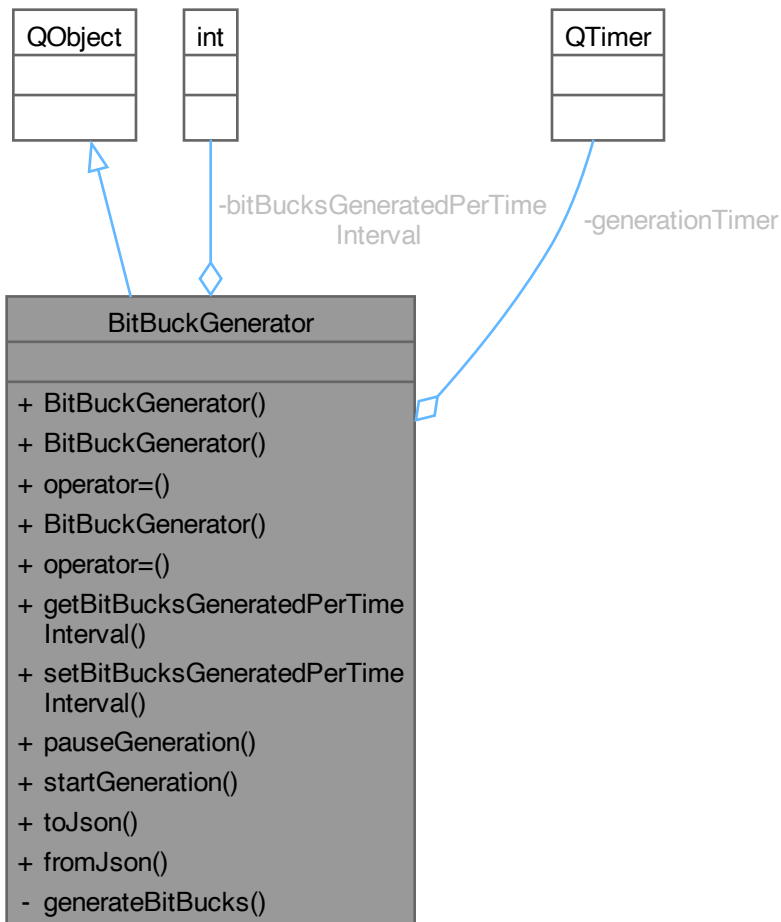 QObject
int
QTimer
-bitBucksGeneratedPerTime
Interval
-generationTimer
BitBuckGenerator
+ BitBuckGenerator()
+ BitBuckGenerator()
+ operator=()
+ BitBuckGenerator()
+ operator=()
+ getBitBucksGeneratedPerTime
Interval()
+ setBitBucksGeneratedPerTime
Interval()
+ pauseGeneration()
+ startGeneration()
+ toJson()
+ fromJson()
- generateBitBucks()